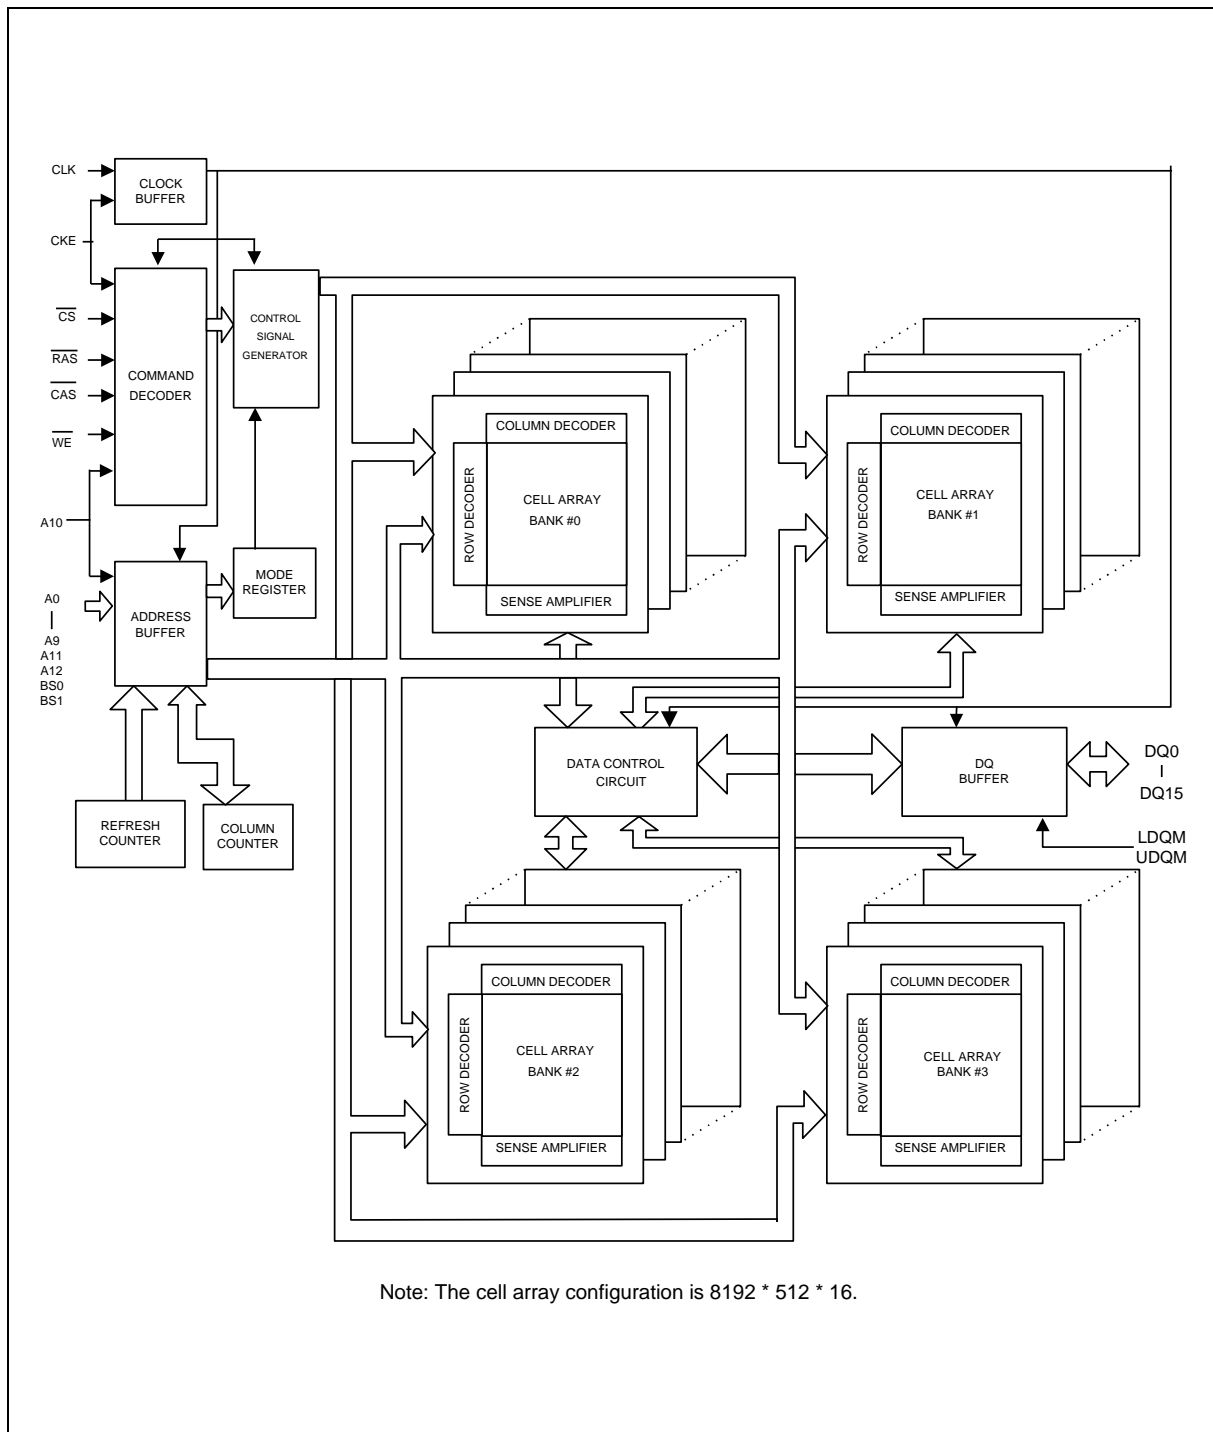 CLK
CLOCK
BUFFER
CKE
CS
RAS
CAS
WE
COMMAND
DECODER
CONTROL
SIGNAL
GENERATOR
A10
A0
A9
A11
A12
BS0
BS1
ADDRESS
BUFFER
MODE
REGISTER
REFRESH
COUNTER
COLUMN
COUNTER
COLUMN DECODER
ROW DECODER
CELL ARRAY
BANK #0
SENSE AMPLIFIER
COLUMN DECODER
ROW DECODER
CELL ARRAY
BANK #1
SENSE AMPLIFIER
DATA CONTROL
CIRCUIT
DQ
BUFFER
DQ0
DQ15
LDQM
UDQM
COLUMN DECODER
ROW DECODER
CELL ARRAY
BANK #2
SENSE AMPLIFIER
COLUMN DECODER
ROW DECODER
CELL ARRAY
BANK #3
SENSE AMPLIFIER
Note: The cell array configuration is 8192 * 512 * 16.